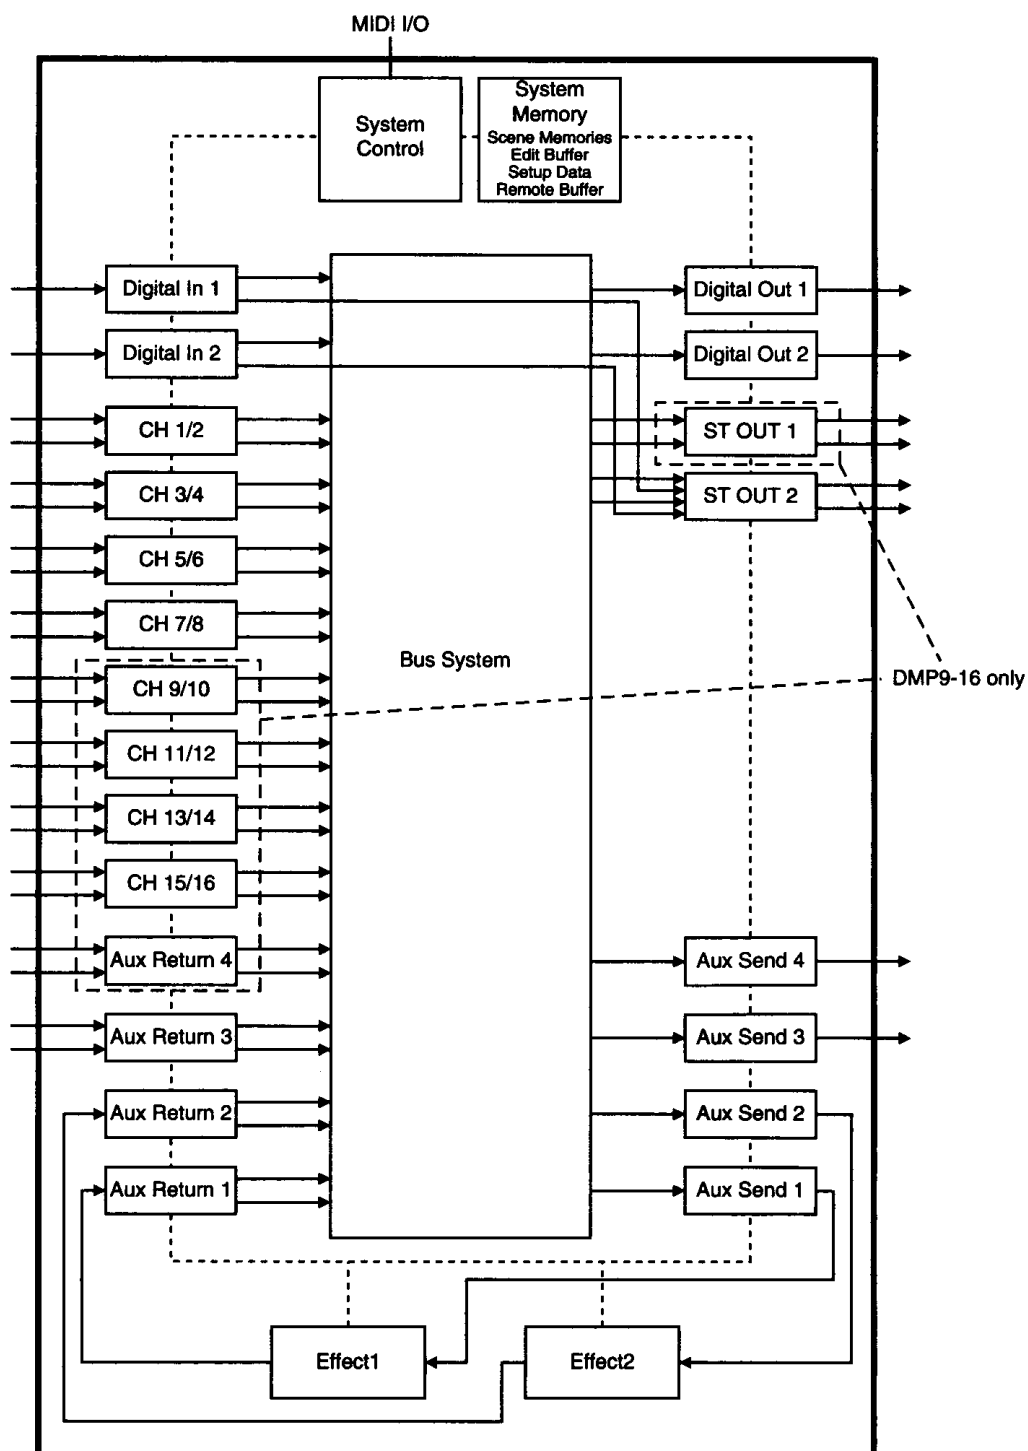 MIDI I/O
System
Control
System
Memory
Scene Memories
Edit Buffer
Setup Data
Remote Buffer
Digital In 1
Digital In 2
CH 1/2
CH 3/4
CH 5/6
CH 7/8
CH 9/10
CH 11/12
CH 13/14
CH 15/16
Aux Return 4
Aux Return 3
Aux Return 2
Aux Return 1
Bus System
Digital Out 1
Digital Out 2
ST OUT 1
ST OUT 2
DMP9-16 only
Aux Send 4
Aux Send 3
Aux Send 2
Aux Send 1
Effect1
Effect2